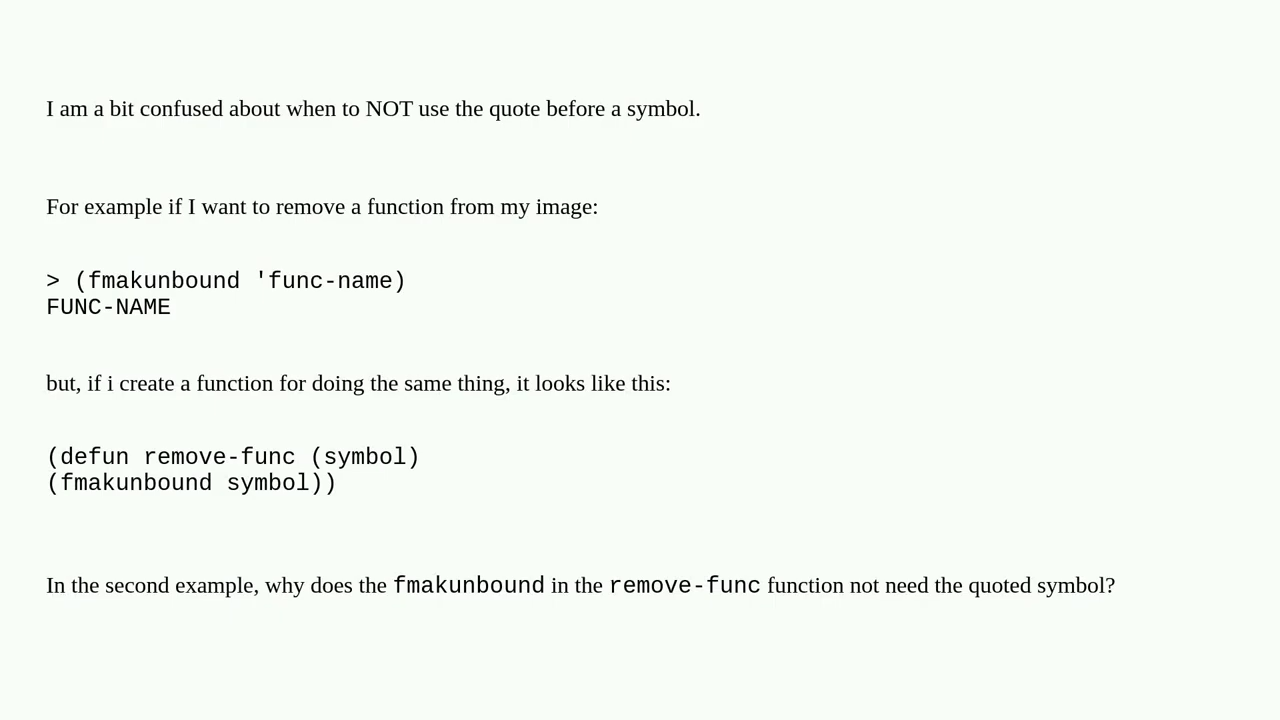 I am a bit confused about when to NOT use the quote before a symbol.
For example if I want to remove a function from my image:
> (fmakunbound 'func-name)
FUNC-NAME
but, if i create a function for doing the same thing, it looks like this:
(defun remove-func (symbol)
(fmakunbound symbol))
In the second example, why does the fmakunbound in the remove-func function not need the quoted symbol?